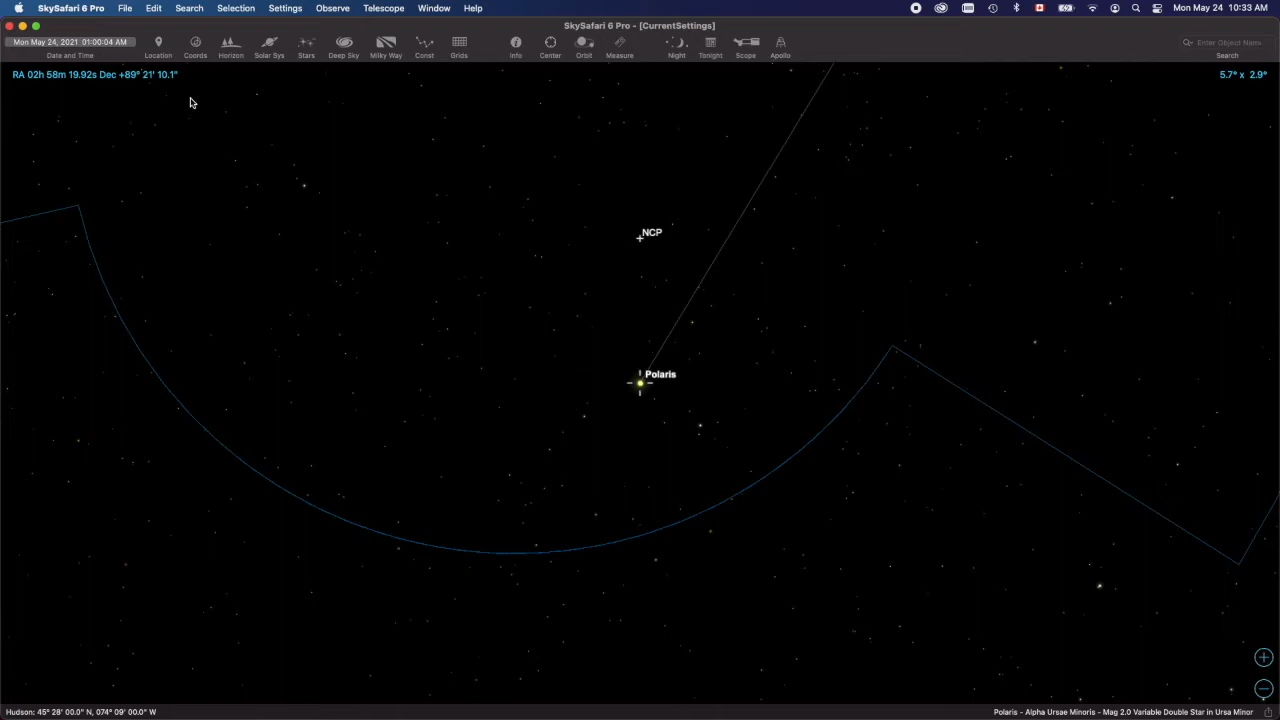 SkySafari 6 Pro File Edit Search Selection Settings Observe Telescope Window Help Mon May 24 10:33 AM
SkySafari 6 Pro - [CurrentSettings]
Mon May 24, 2021 01:00:04 AM Enter Object Name
Date and Time Location Coords Horizon Solar Sys Stars Deep Sky Milky Way Const Grids Info Center Orbit Measure Night Tonight Scope Apollo Search
RA 02h 58m 19.92s Dec +89° 21' 10.1" 5.7° x 2.9°
NCP
Polaris
Hudson: 45° 28' 00.0" N, 074° 09' 00.0" W Polaris - Alpha Ursae Minoris - Mag 2.0 Variable Double Star in Ursa Minor